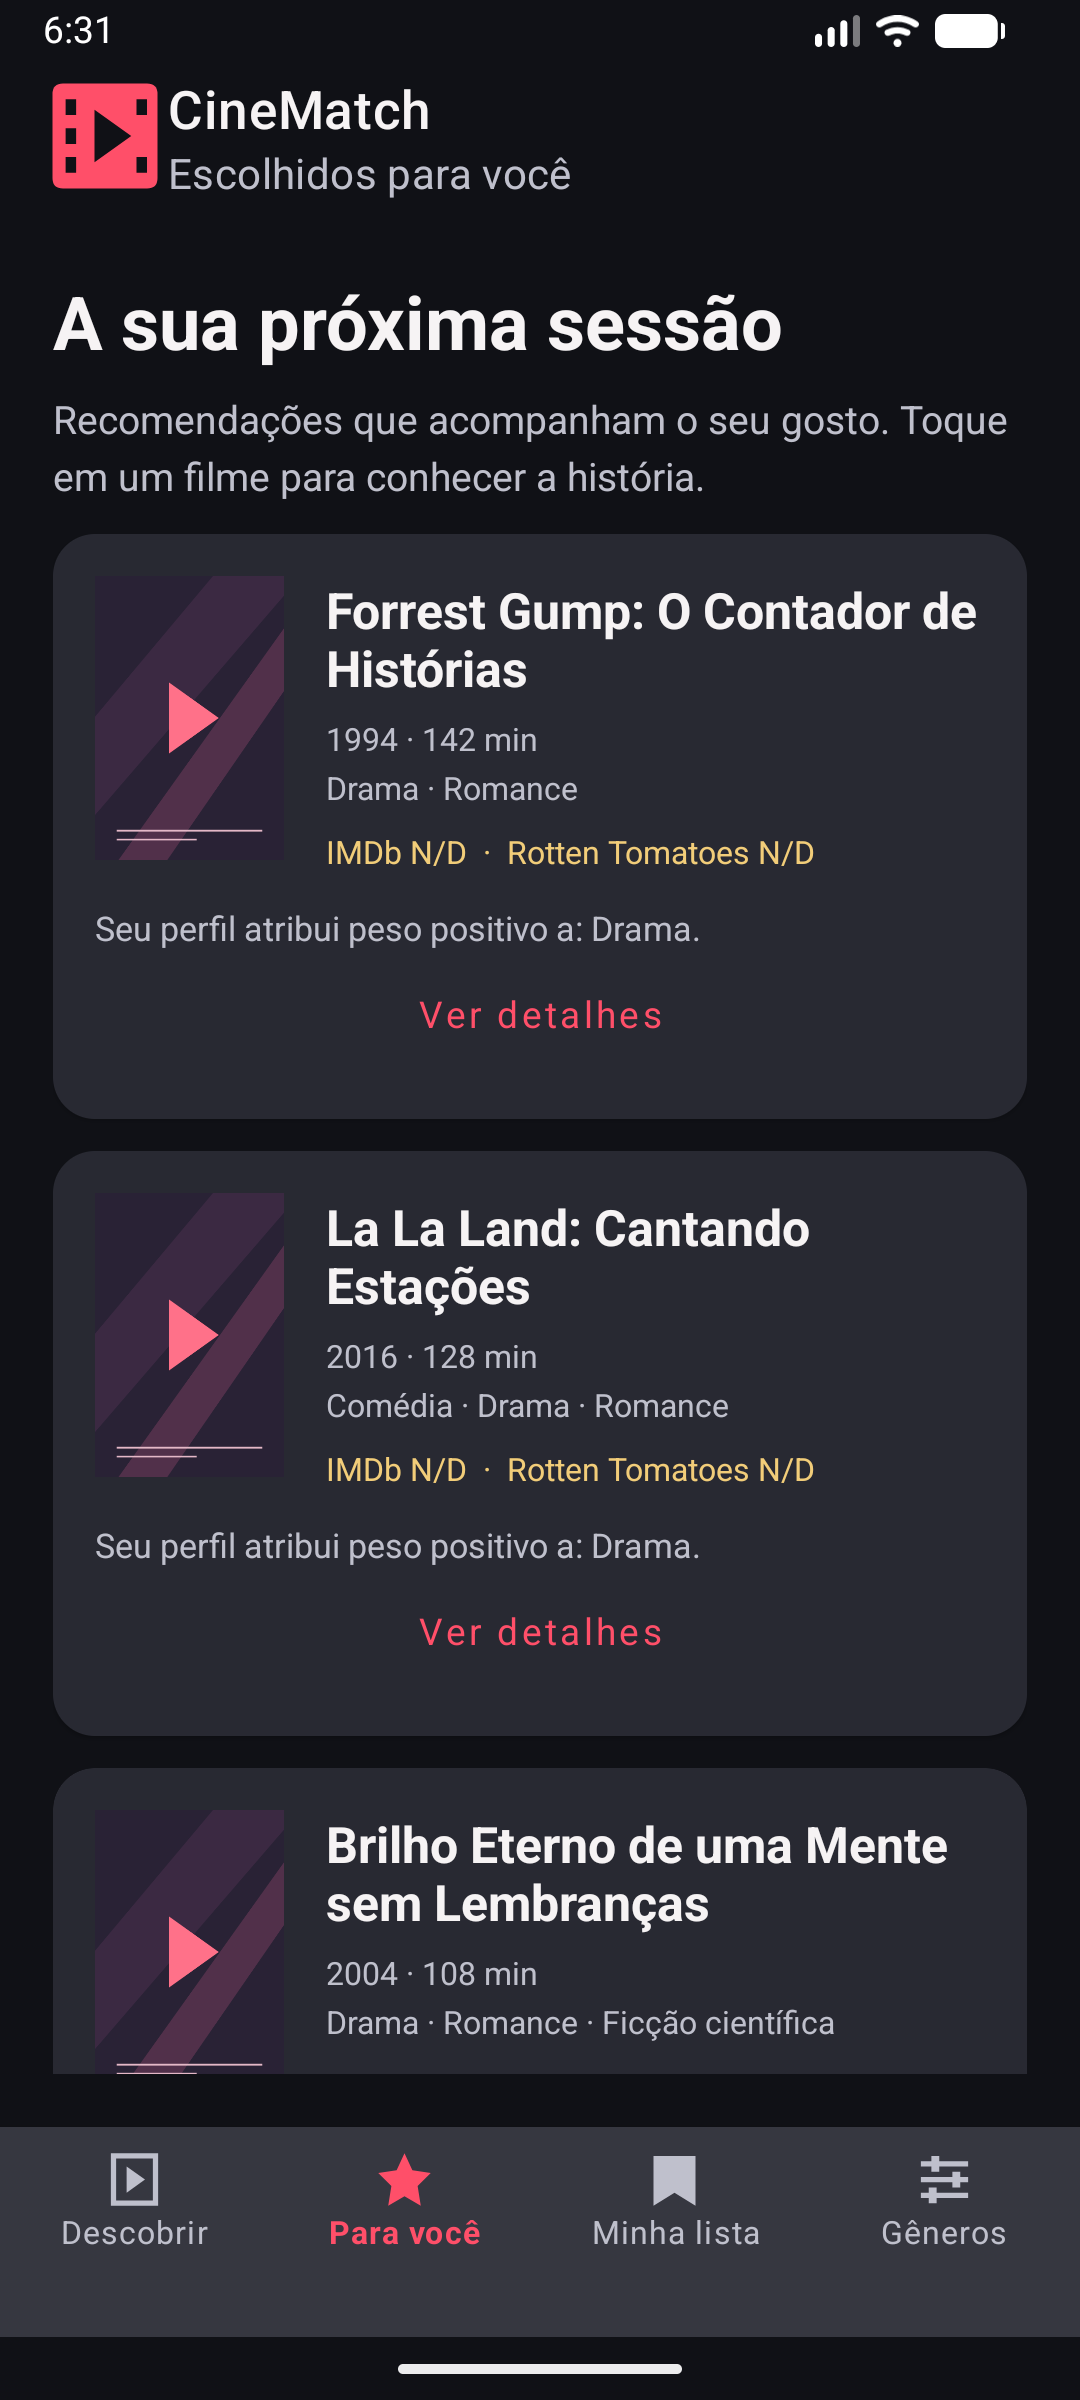 6:31
CineMatch
Escolhidos para você
A sua próxima sessão
Recomendações que acompanham o seu gosto. Toque
em um filme para conhecer a história.
Forrest Gump: O Contador de
Histórias
1994 · 142 min
Drama · Romance
IMDb N/D · Rotten Tomatoes N/D
Seu perfil atribui peso positivo a: Drama.
Ver detalhes
La La Land: Cantando
Estações
2016 · 128 min
Comédia · Drama · Romance
IMDb N/D · Rotten Tomatoes N/D
Seu perfil atribui peso positivo a: Drama.
Ver detalhes
Brilho Eterno de uma Mente
sem Lembranças
2004 · 108 min
Drama · Romance · Ficção científica
Descobrir
Para você
Minha lista
Gêneros